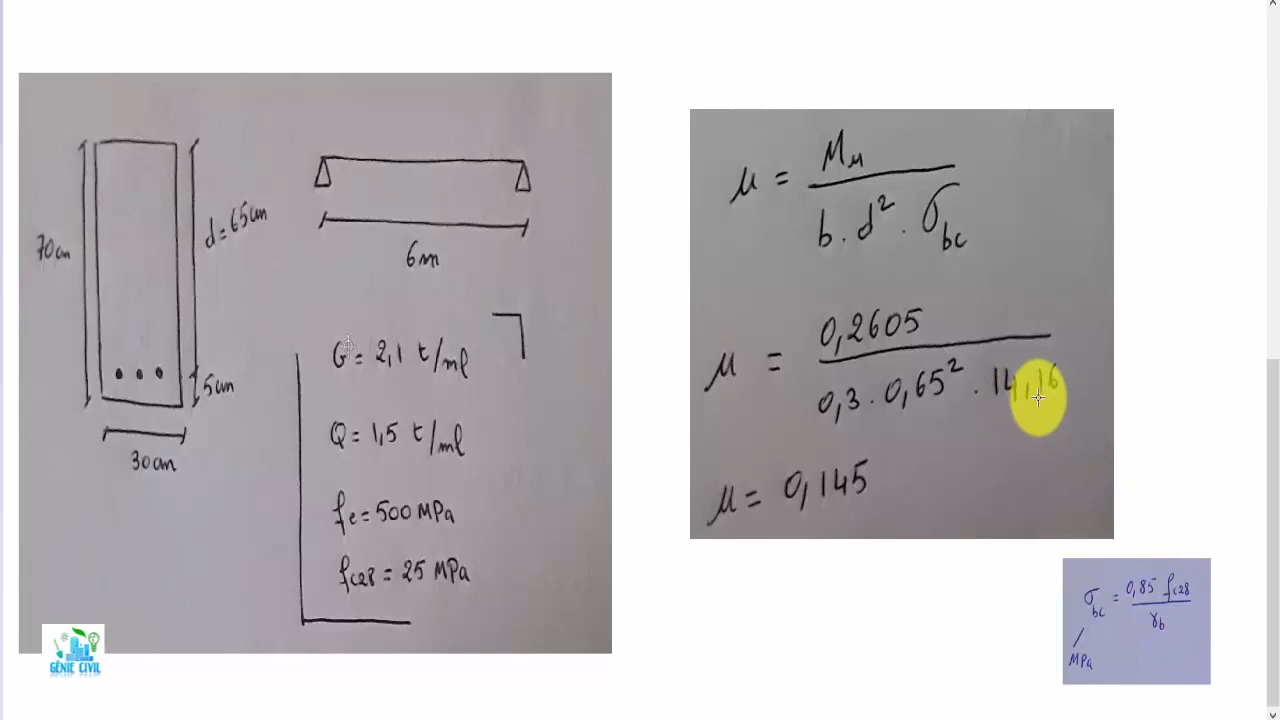 70cm
d = 65cm
5cm
30cm
6m
G = 2,1 t/ml
Q = 1,5 t/ml
fe = 500 MPa
fc28 = 25 MPa
μ = Mu / b . d² . σbc
μ = 0,2605 / 0,3 . 0,65² . 14,16
μ = 0,145
σbc = 0,85 fc28 / γb
MPa
GÉNIE CIVIL